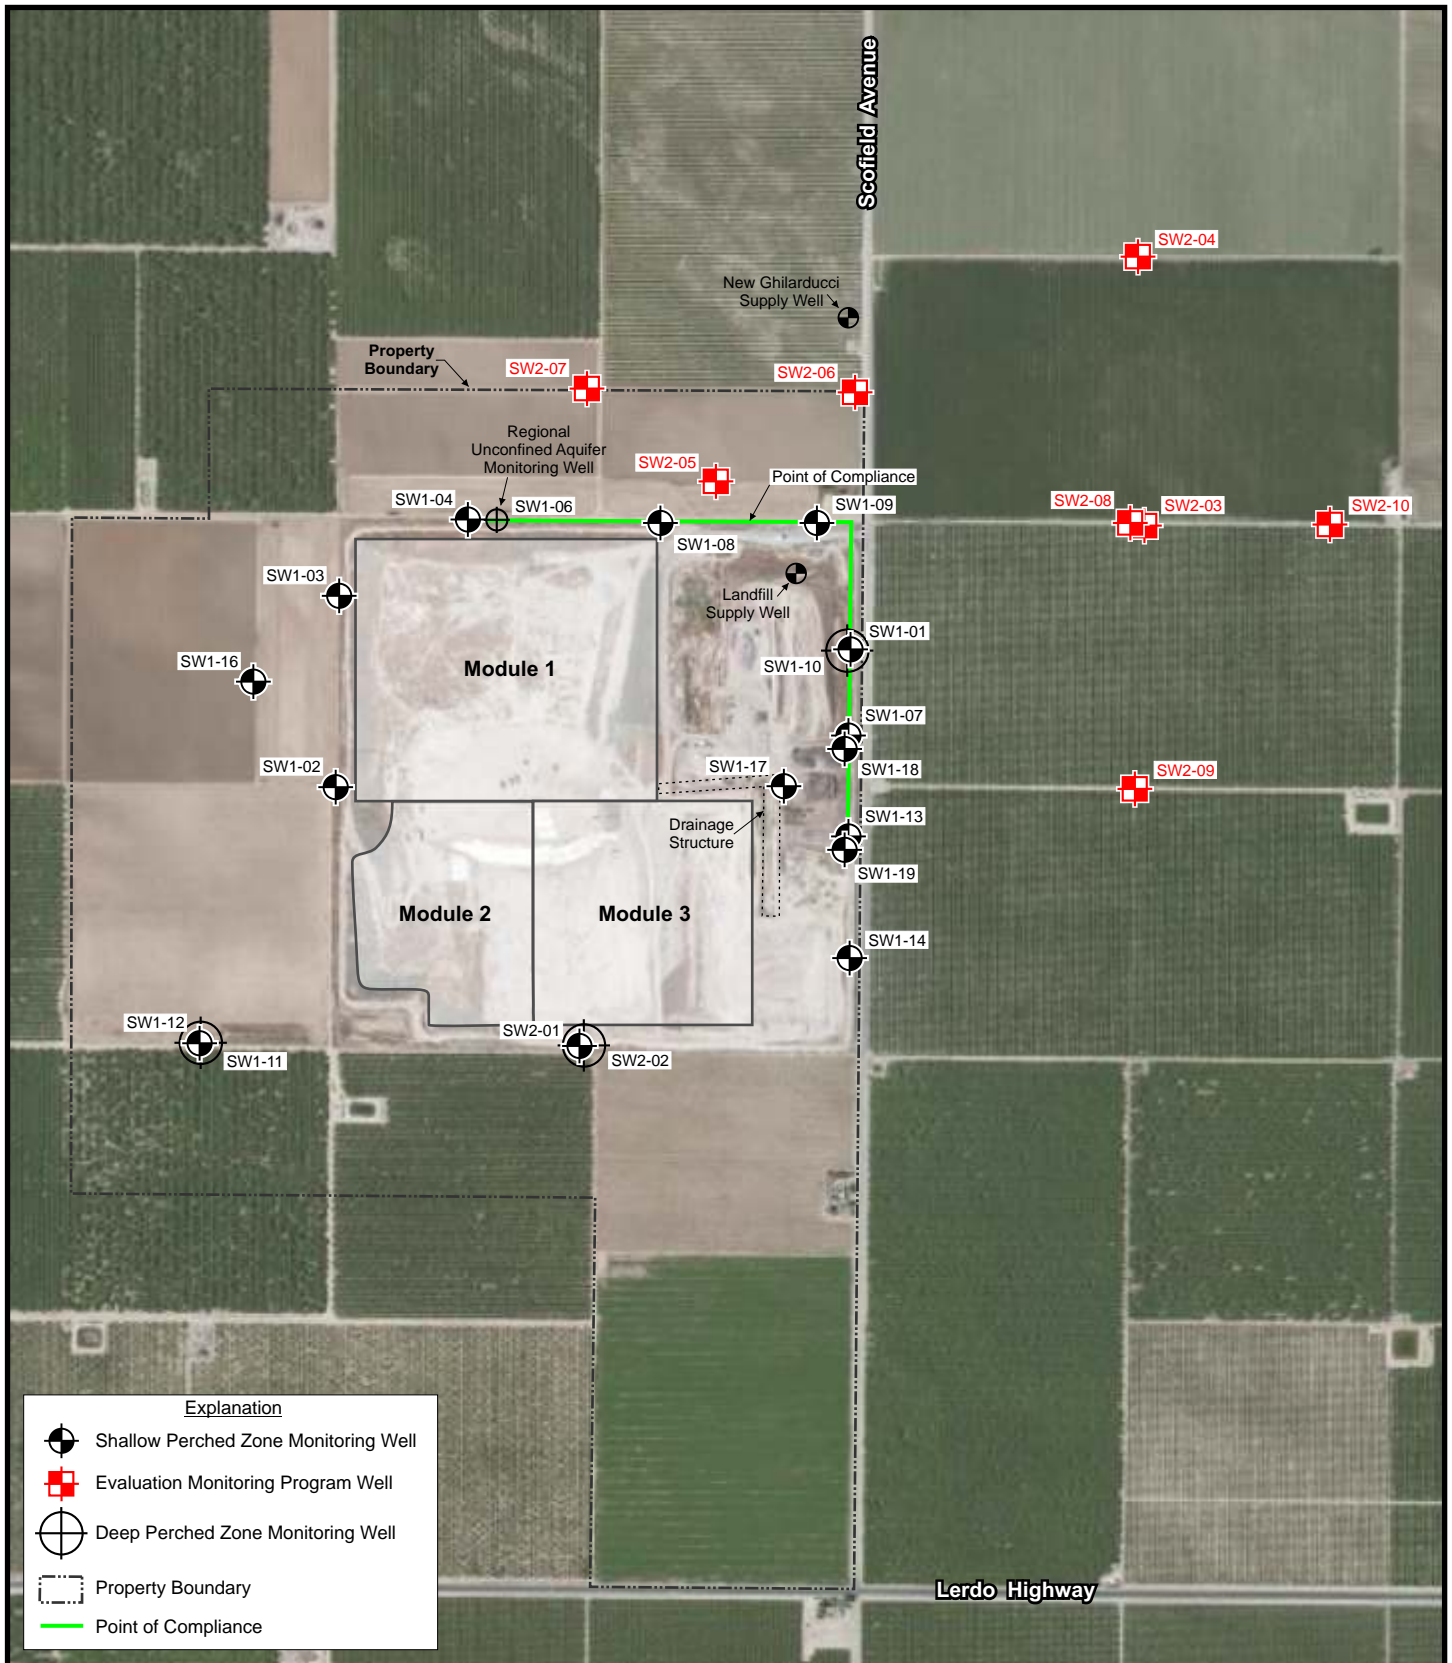 Scofield Avenue
SW2-04
New Ghilarducci
Supply Well
Property
Boundary
SW2-07
SW2-06
Regional
Unconfined Aquifer
Monitoring Well
SW2-05
Point of Compliance
SW1-04
SW1-06
SW1-09
SW2-08
SW2-03
SW2-10
SW1-08
SW1-03
Landfill
Supply Well
SW1-01
SW1-16
Module 1
SW1-10
SW1-07
SW1-02
SW1-17
SW1-18
SW2-09
SW1-13
Drainage
Structure
SW1-19
Module 2
Module 3
SW1-14
SW1-12
SW2-01
SW1-11
SW2-02
Explanation
Shallow Perched Zone Monitoring Well
Evaluation Monitoring Program Well
Deep Perched Zone Monitoring Well
Property Boundary
Point of Compliance
Lerdo Highway